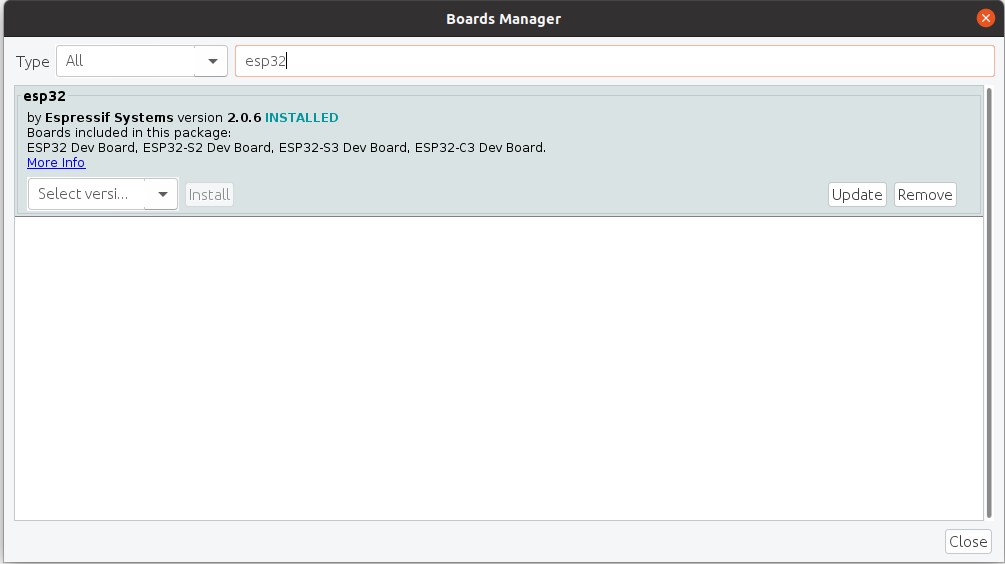 Boards Manager
Type All esp32
esp32
by Espressif Systems version 2.0.6 INSTALLED
Boards included in this package:
ESP32 Dev Board, ESP32-S2 Dev Board, ESP32-S3 Dev Board, ESP32-C3 Dev Board.
More Info
Select versi... Install Update Remove
Close